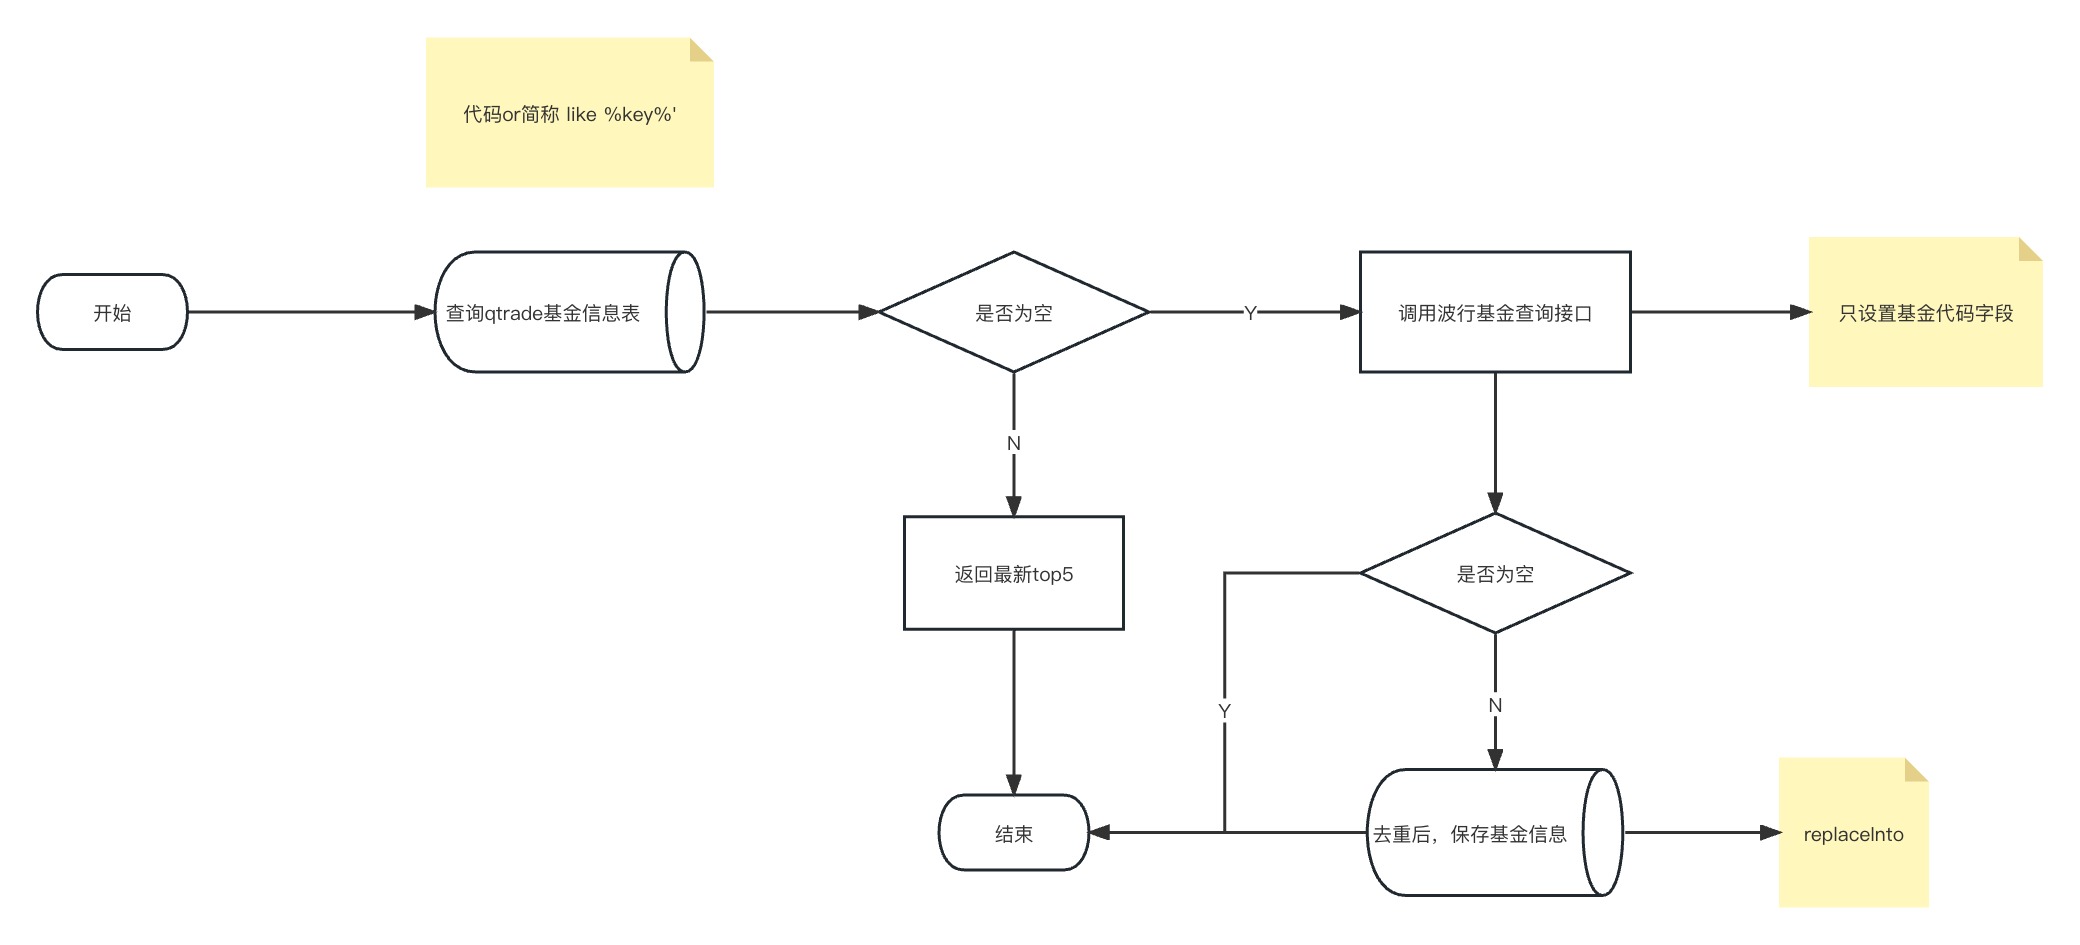 代码or简称 like %key%'
开始
查询qtrade基金信息表
是否为空
Y
调用波行基金查询接口
只设置基金代码字段
N
返回最新top5
是否为空
Y
N
结束
去重后，保存基金信息
replaceInto